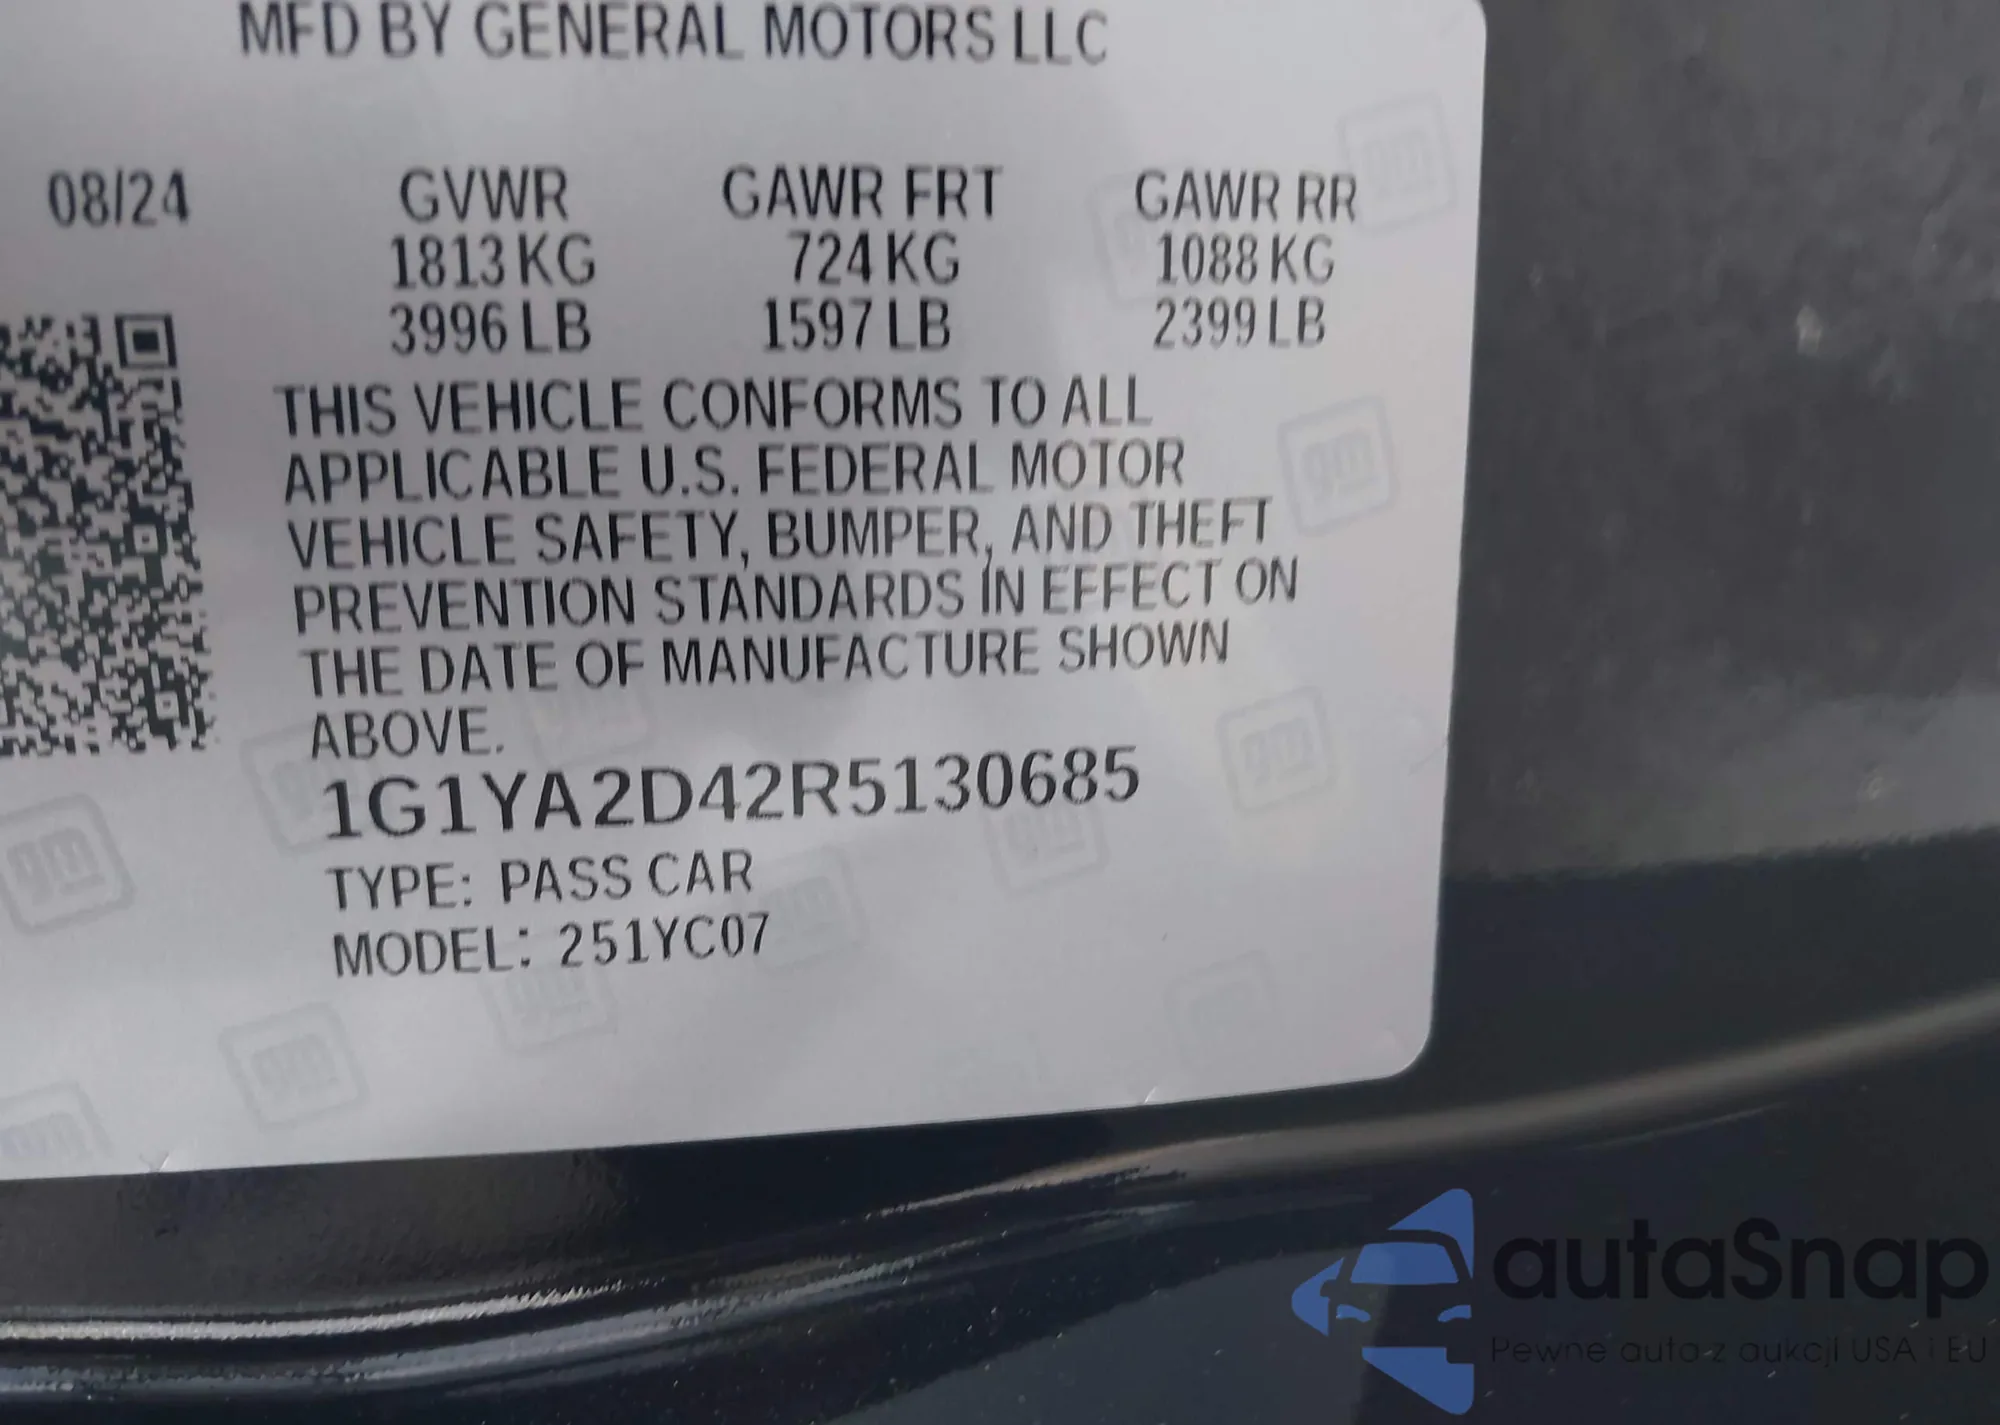 MFD BY GENERAL MOTORS LLC
08/24 GVWR GAWR FRT GAWR RR
1813 KG 724 KG 1088 KG
3996 LB 1597 LB 2399 LB
THIS VEHICLE CONFORMS TO ALL
APPLICABLE U.S. FEDERAL MOTOR
VEHICLE SAFETY, BUMPER, AND THEFT
PREVENTION STANDARDS IN EFFECT ON
THE DATE OF MANUFACTURE SHOWN
ABOVE.
1G1YA2D42R5130685
TYPE: PASS CAR
MODEL: 251YC07
gm
autaSnap
Pewne auta z aukcji USA i EU